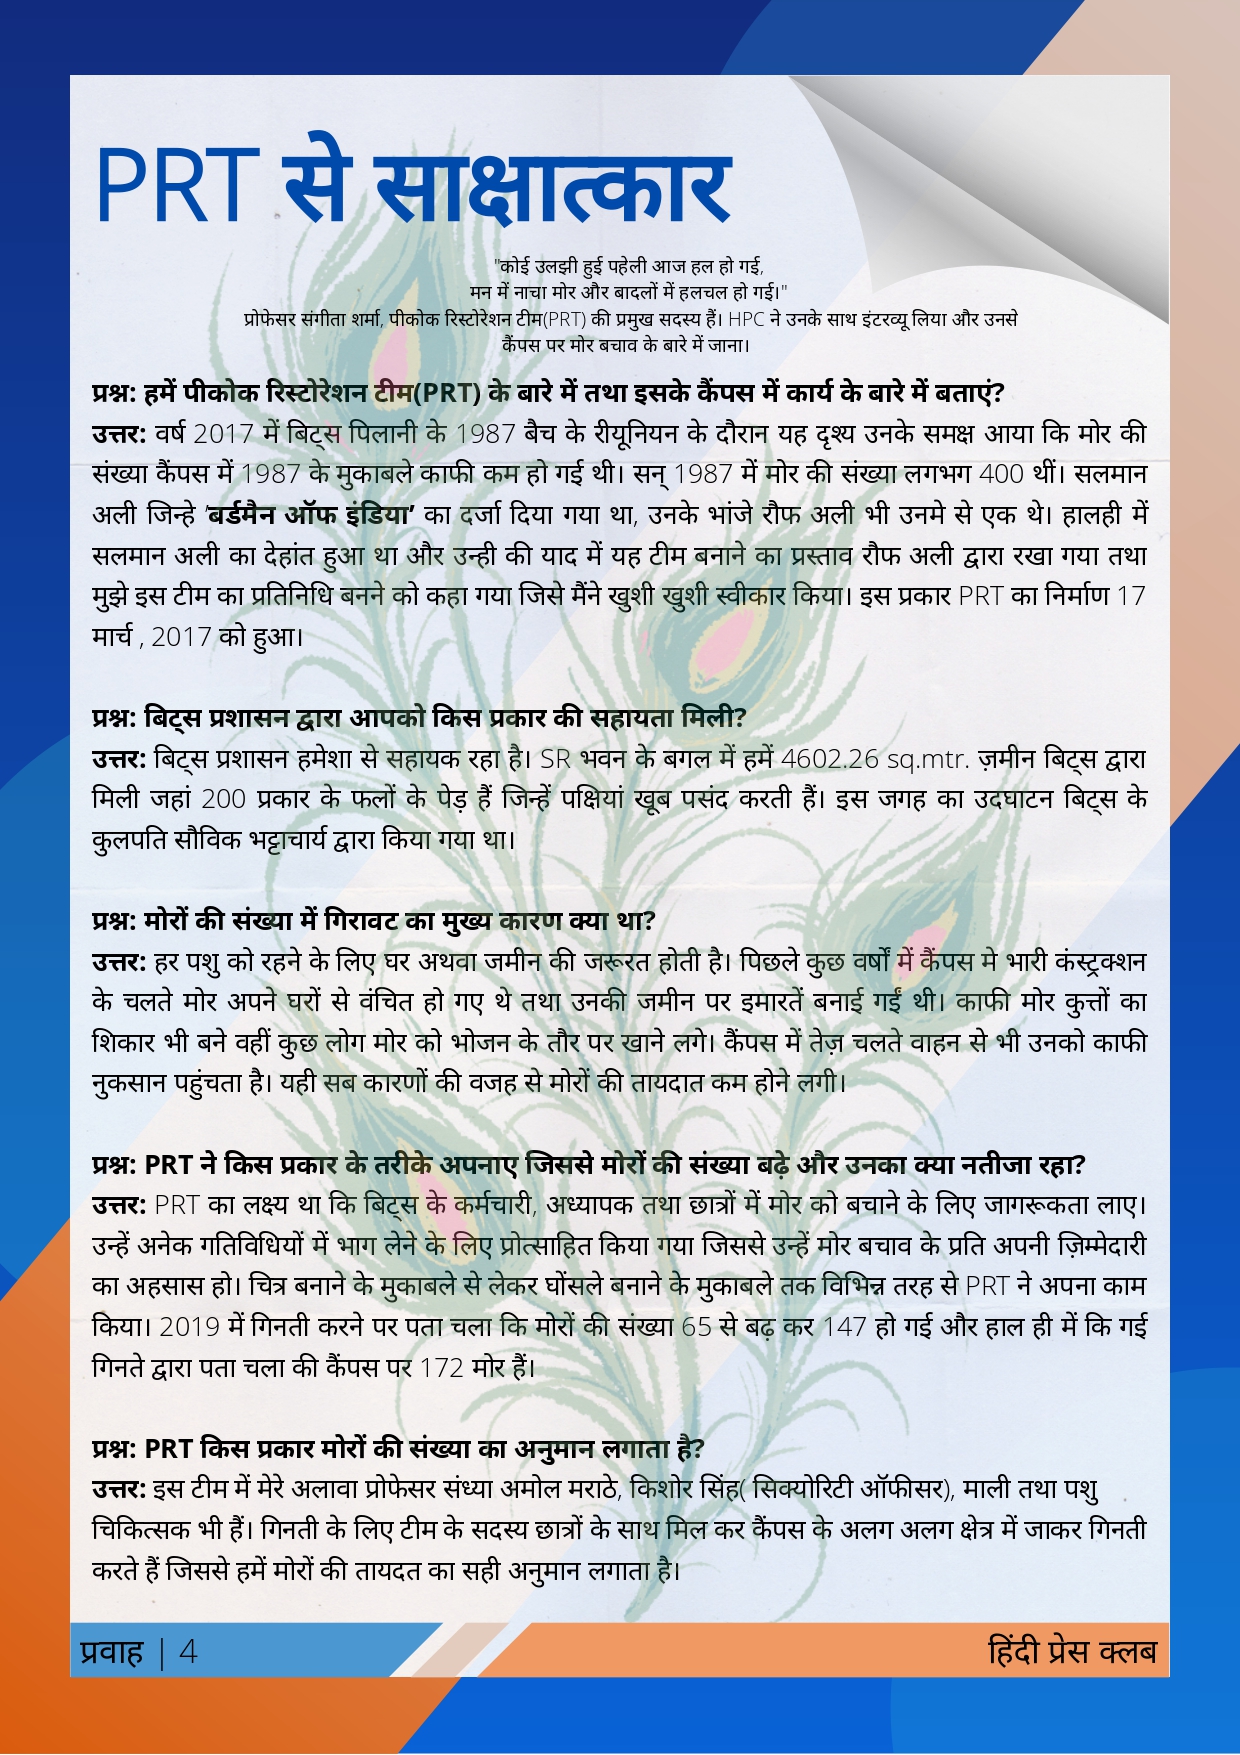 PRT से साक्षात्कार
"कोई उलझी हुई पहेली आज हल हो गई,
मन में नाचा मोर और बादलों में हलचल हो गई।"
प्रोफेसर संगीता शर्मा, पीकोक रिस्टोरेशन टीम(PRT) की प्रमुख सदस्य हैं। HPC ने उनके साथ इंटरव्यू लिया और उनसे
कैंपस पर मोर बचाव के बारे में जाना।
प्रश्न: हमें पीकोक रिस्टोरेशन टीम(PRT) के बारे में तथा इसके कैंपस में कार्य के बारे में बताएं?
उत्तर: वर्ष 2017 में बिट्स पिलानी के 1987 बैच के रीयूनियन के दौरान यह दृश्य उनके समक्ष आया कि मोर की
संख्या कैंपस में 1987 के मुकाबले काफी कम हो गई थी। सन् 1987 में मोर की संख्या लगभग 400 थीं। सलमान
अली जिन्हे 'बर्डमैन ऑफ इंडिया' का दर्जा दिया गया था, उनके भांजे रौफ अली भी उनमे से एक थे। हालही में
सलमान अली का देहांत हुआ था और उन्ही की याद में यह टीम बनाने का प्रस्ताव रौफ अली द्वारा रखा गया तथा
मुझे इस टीम का प्रतिनिधि बनने को कहा गया जिसे मैंने खुशी खुशी स्वीकार किया। इस प्रकार PRT का निर्माण 17
मार्च , 2017 को हुआ।
प्रश्न: बिट्स प्रशासन द्वारा आपको किस प्रकार की सहायता मिली?
उत्तर: बिट्स प्रशासन हमेशा से सहायक रहा है। SR भवन के बगल में हमें 4602.26 sq.mtr. ज़मीन बिट्स द्वारा
मिली जहां 200 प्रकार के फलों के पेड़ हैं जिन्हें पक्षियां खूब पसंद करती हैं। इस जगह का उदघाटन बिट्स के
कुलपति सौविक भट्टाचार्य द्वारा किया गया था।
प्रश्न: मोरों की संख्या में गिरावट का मुख्य कारण क्या था?
उत्तर: हर पशु को रहने के लिए घर अथवा जमीन की जरूरत होती है। पिछले कुछ वर्षों में कैंपस मे भारी कंस्ट्रक्शन
के चलते मोर अपने घरों से वंचित हो गए थे तथा उनकी जमीन पर इमारतें बनाई गईं थी। काफी मोर कुत्तों का
शिकार भी बने वहीं कुछ लोग मोर को भोजन के तौर पर खाने लगे। कैंपस में तेज़ चलते वाहन से भी उनको काफी
नुकसान पहुंचता है। यही सब कारणों की वजह से मोरों की तायदात कम होने लगी।
प्रश्न: PRT ने किस प्रकार के तरीके अपनाए जिससे मोरों की संख्या बढ़े और उनका क्या नतीजा रहा?
उत्तर: PRT का लक्ष्य था कि बिट्स के कर्मचारी, अध्यापक तथा छात्रों में मोर को बचाने के लिए जागरूकता लाए।
उन्हें अनेक गतिविधियों में भाग लेने के लिए प्रोत्साहित किया गया जिससे उन्हें मोर बचाव के प्रति अपनी ज़िम्मेदारी
का अहसास हो। चित्र बनाने के मुकाबले से लेकर घोंसले बनाने के मुकाबले तक विभिन्न तरह से PRT ने अपना काम
किया। 2019 में गिनती करने पर पता चला कि मोरों की संख्या 65 से बढ़ कर 147 हो गई और हाल ही में कि गई
गिनते द्वारा पता चला की कैंपस पर 172 मोर हैं।
प्रश्न: PRT किस प्रकार मोरों की संख्या का अनुमान लगाता है?
उत्तर: इस टीम में मेरे अलावा प्रोफेसर संध्या अमोल मराठे, किशोर सिंह( सिक्योरिटी ऑफीसर), माली तथा पशु
चिकित्सक भी हैं। गिनती के लिए टीम के सदस्य छात्रों के साथ मिल कर कैंपस के अलग अलग क्षेत्र में जाकर गिनती
करते हैं जिससे हमें मोरों की तायदत का सही अनुमान लगाता है।
प्रवाह | 4
हिंदी प्रेस क्लब